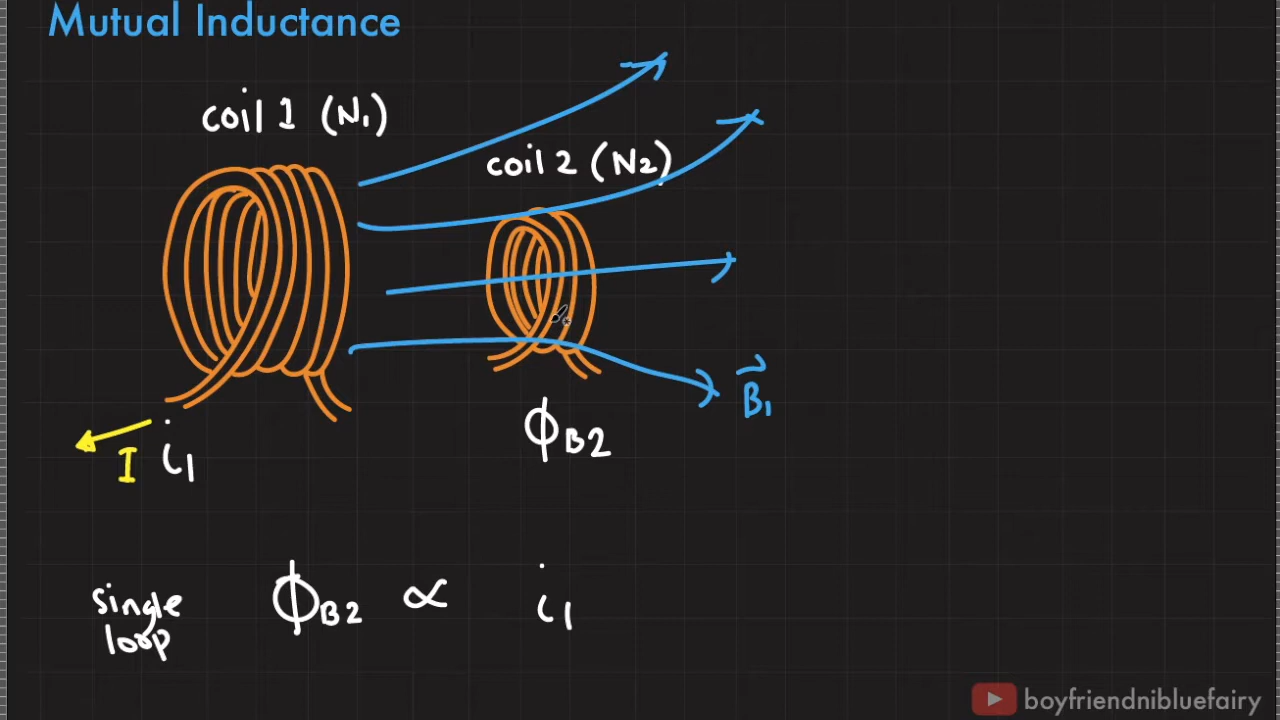 Mutual Inductance
coil 1 (N₁)
coil 2 (N2)
B⃗₁
I
i₁
ϕB2
single
loop
ϕB2 ∝ i₁
boyfriendnibluefairy